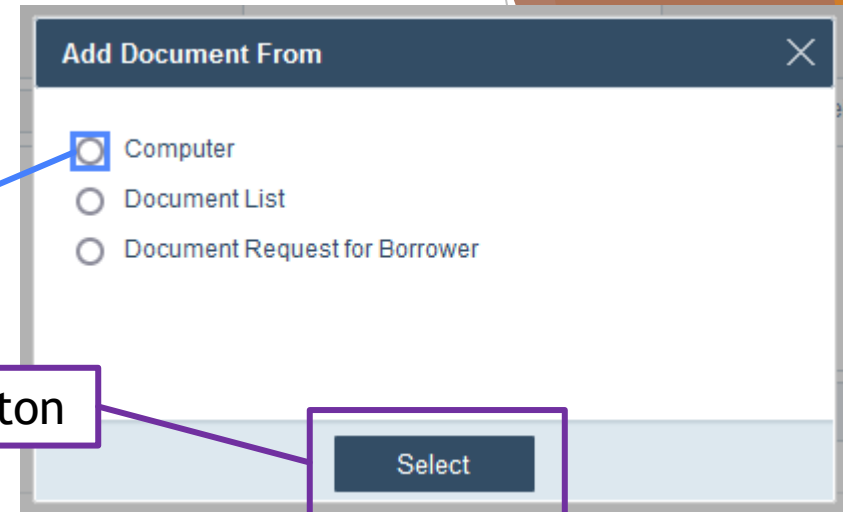 Add Document From
Computer
Document List
Document Request for Borrower
ton
Select